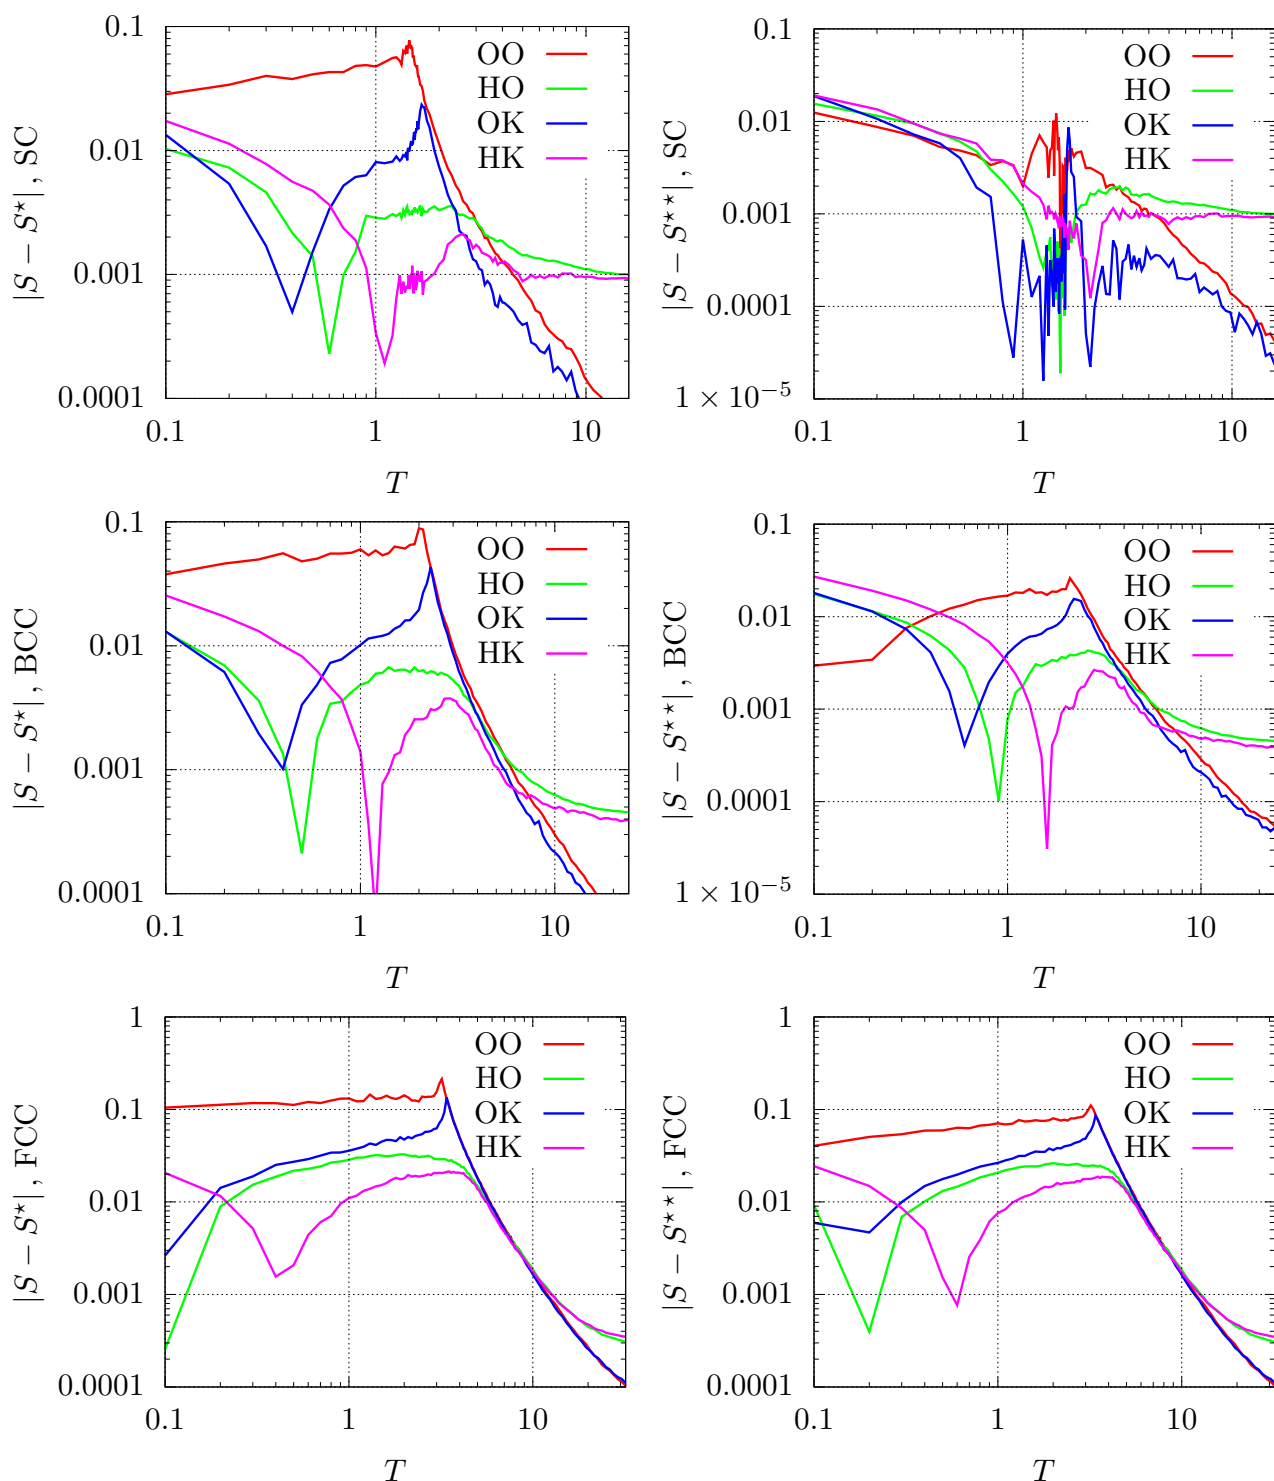 |S − S⋆|, SC
0.1
0.01
0.001
0.0001
0.1
1
10
T
OO
HO
OK
HK
|S − S⋆⋆|, SC
0.1
0.01
0.001
0.0001
1 × 10⁻⁵
0.1
1
10
T
OO
HO
OK
HK
|S − S⋆|, BCC
0.1
0.01
0.001
0.0001
0.1
1
10
T
OO
HO
OK
HK
|S − S⋆⋆|, BCC
0.1
0.01
0.001
0.0001
1 × 10⁻⁵
0.1
1
10
T
OO
HO
OK
HK
|S − S⋆|, FCC
1
0.1
0.01
0.001
0.0001
0.1
1
10
T
OO
HO
OK
HK
|S − S⋆⋆|, FCC
1
0.1
0.01
0.001
0.0001
0.1
1
10
T
OO
HO
OK
HK